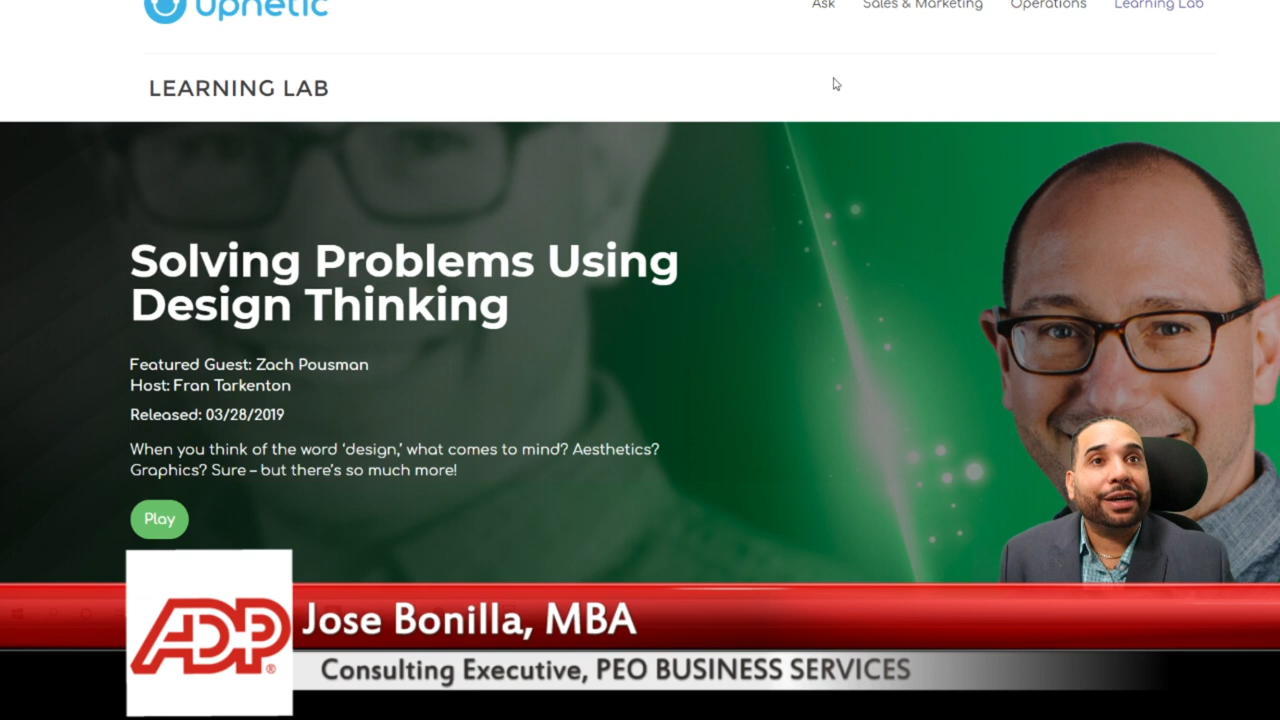 Upnetic
Ask Sales & Marketing Operations Learning Lab
LEARNING LAB
Solving Problems Using
Design Thinking
Featured Guest: Zach Pousman
Host: Fran Tarkenton
Released: 03/28/2019
When you think of the word ‘design,’ what comes to mind? Aesthetics?
Graphics? Sure – but there’s so much more!
Play
ADP®
Jose Bonilla, MBA
Consulting Executive, PEO BUSINESS SERVICES